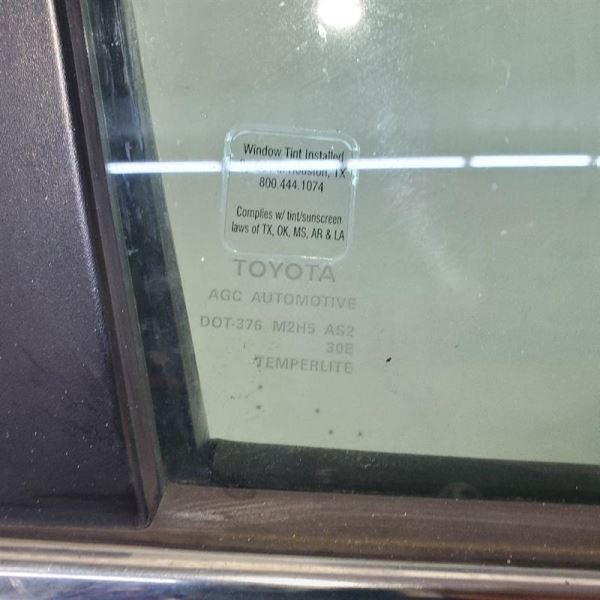 Window Tint Installed
Houston, TX
800.444.1074
Complies w/ tint/sunscreen
laws of TX, OK, MS, AR & LA
TOYOTA
AGC AUTOMOTIVE
DOT-376 M2H5 AS2
30E
TEMPERLITE